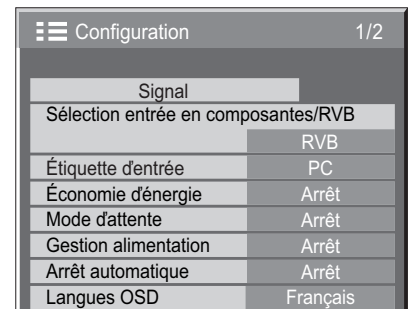 Configuration 1/2
Signal
Sélection entrée en composantes/RVB
RVB
Étiquette d'entrée PC
Économie d'énergie Arrêt
Mode d'attente Arrêt
Gestion alimentation Arrêt
Arrêt automatique Arrêt
Langues OSD Français